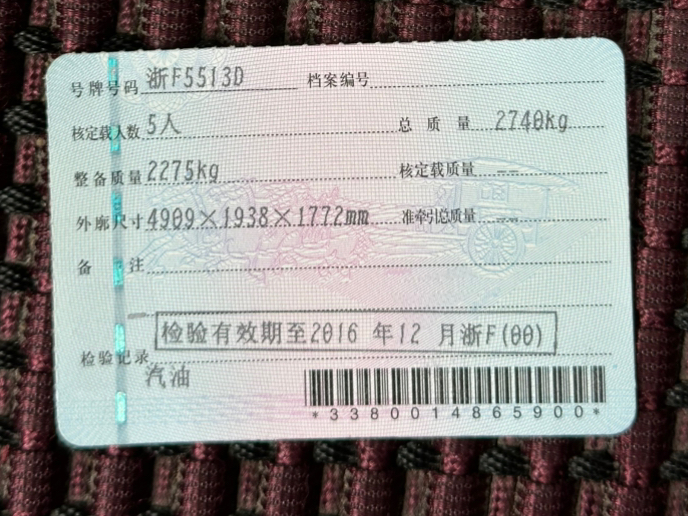 号牌号码 浙F5513D 档案编号
核定载人数 5人 总质量 2740kg
整备质量 2275kg 核定载质量 --
外廓尺寸 4909×1938×1772mm 准牵引总质量 --
备注
检验有效期至2016 年12 月浙F(00)
检验记录
汽油
*3380014865900*